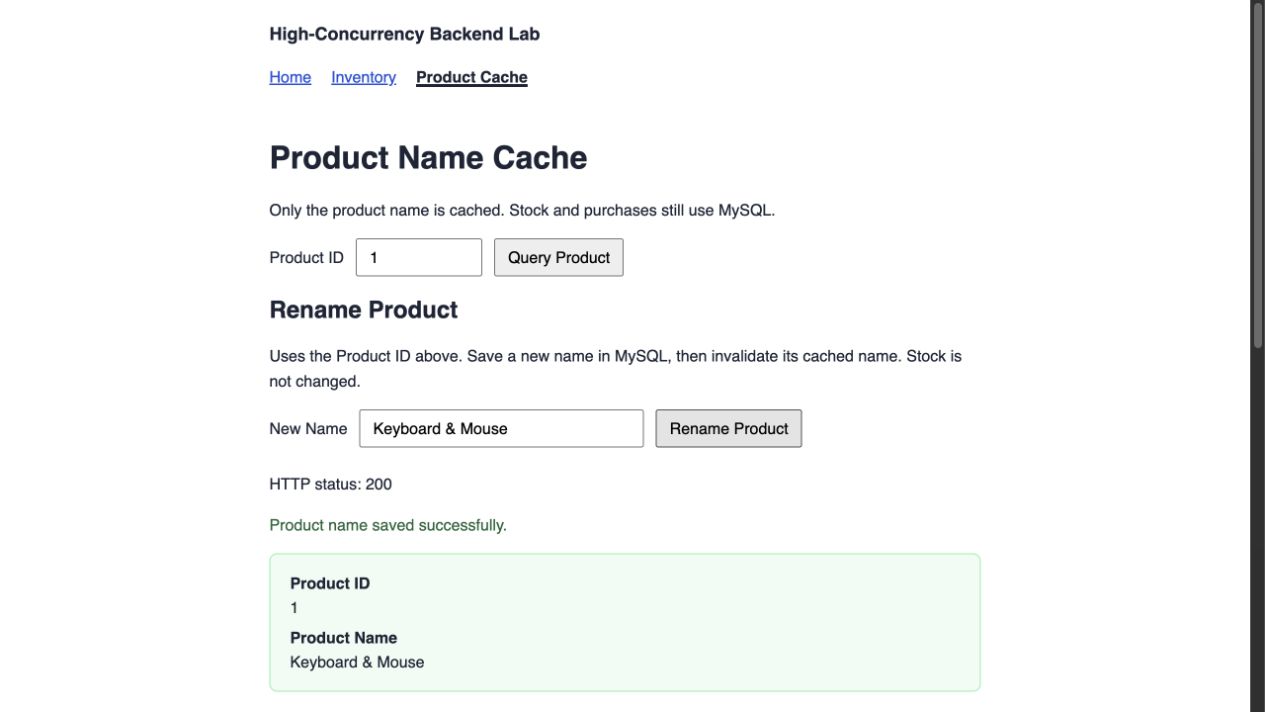 High-Concurrency Backend Lab
Home Inventory Product Cache
Product Name Cache
Only the product name is cached. Stock and purchases still use MySQL.
Product ID 1 Query Product
Rename Product
Uses the Product ID above. Save a new name in MySQL, then invalidate its cached name. Stock is
not changed.
New Name Keyboard & Mouse Rename Product
HTTP status: 200
Product name saved successfully.
Product ID
1
Product Name
Keyboard & Mouse